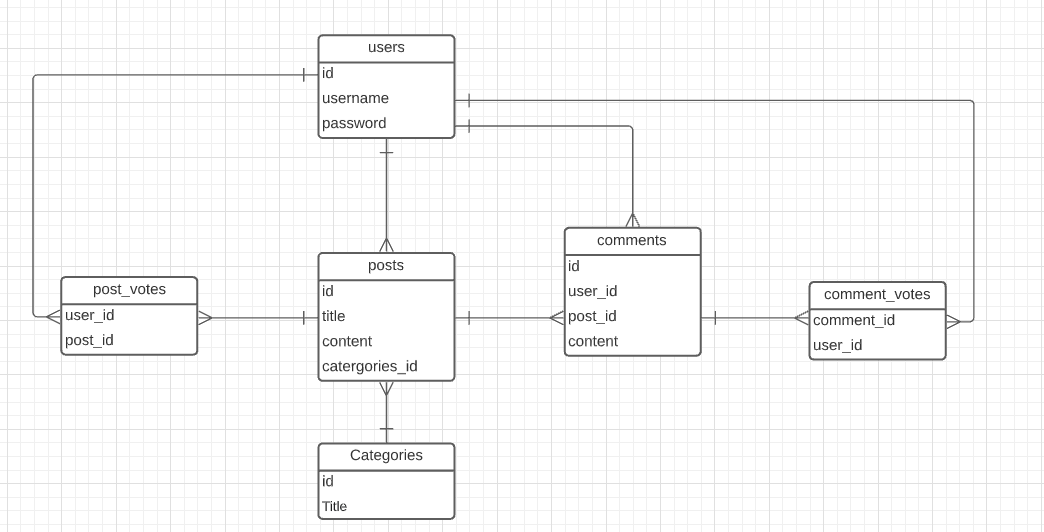 users
id
username
password
posts
id
title
content
catergories_id
comments
id
user_id
post_id
content
post_votes
user_id
post_id
comment_votes
comment_id
user_id
Categories
id
Title